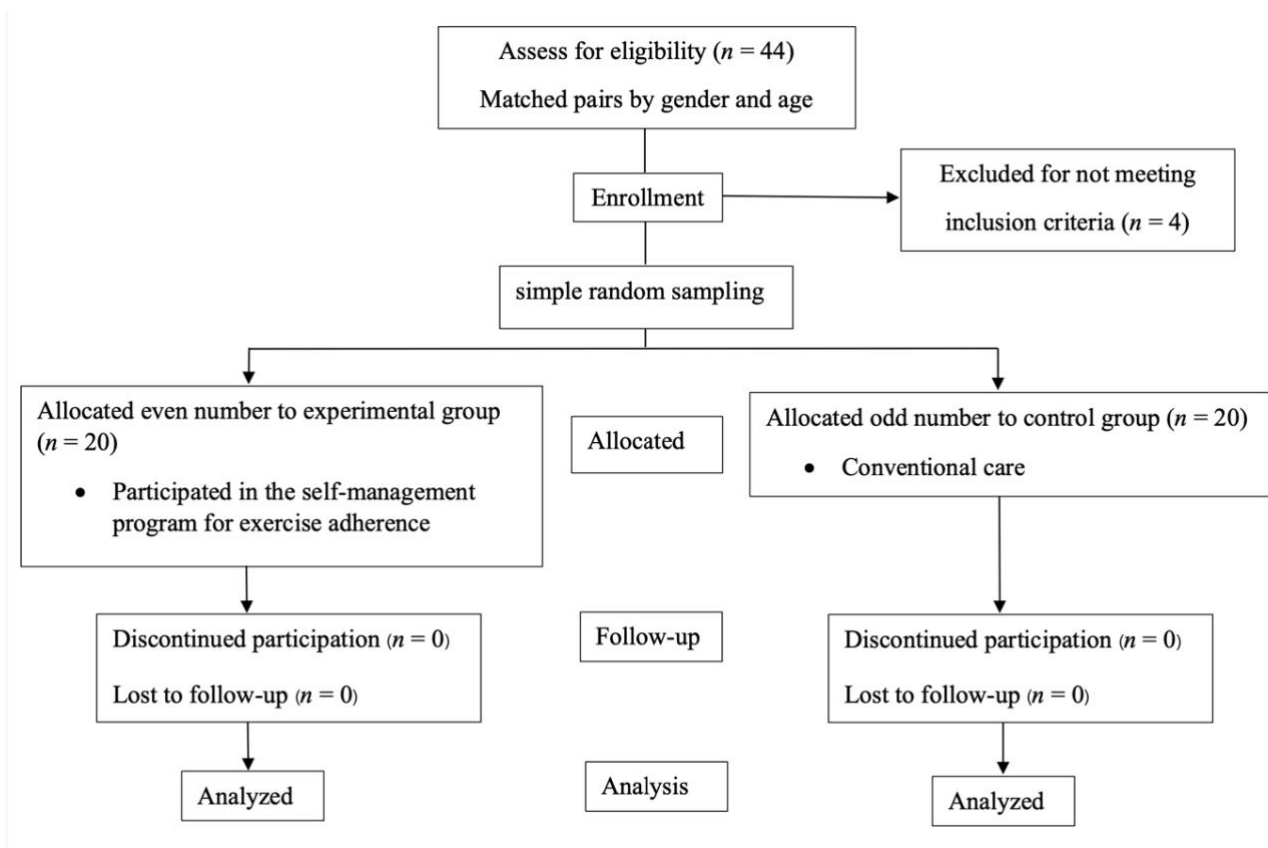 Assess for eligibility (n = 44)
Matched pairs by gender and age
Enrollment
Excluded for not meeting
inclusion criteria (n = 4)
simple random sampling
Allocated even number to experimental group
(n = 20)
• Participated in the self-management
program for exercise adherence
Allocated
Allocated odd number to control group (n = 20)
• Conventional care
Discontinued participation (n = 0)
Lost to follow-up (n = 0)
Follow-up
Discontinued participation (n = 0)
Lost to follow-up (n = 0)
Analyzed
Analysis
Analyzed